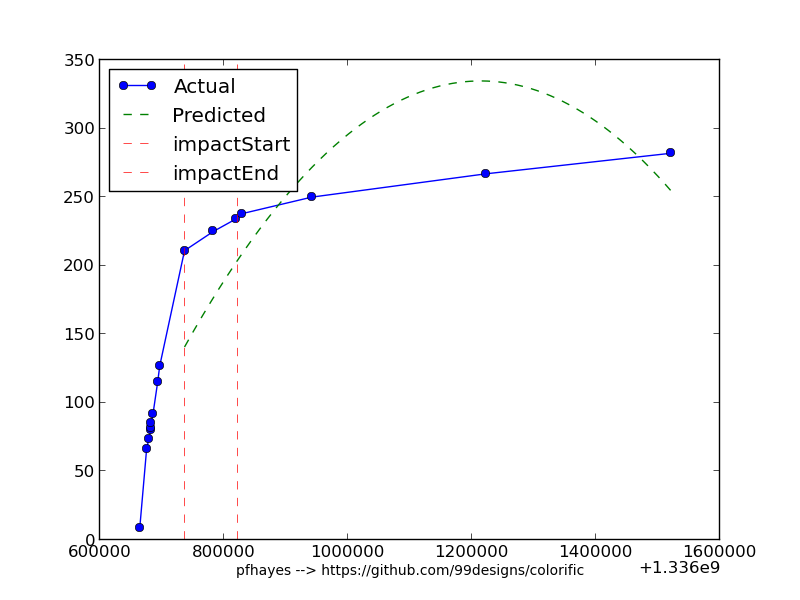 350
300
250
200
150
100
50
0
Actual
Predicted
impactStart
impactEnd
600000 800000 1000000 1200000 1400000 1600000
+1.336e9
pfhayes --> https://github.com/99designs/colorific